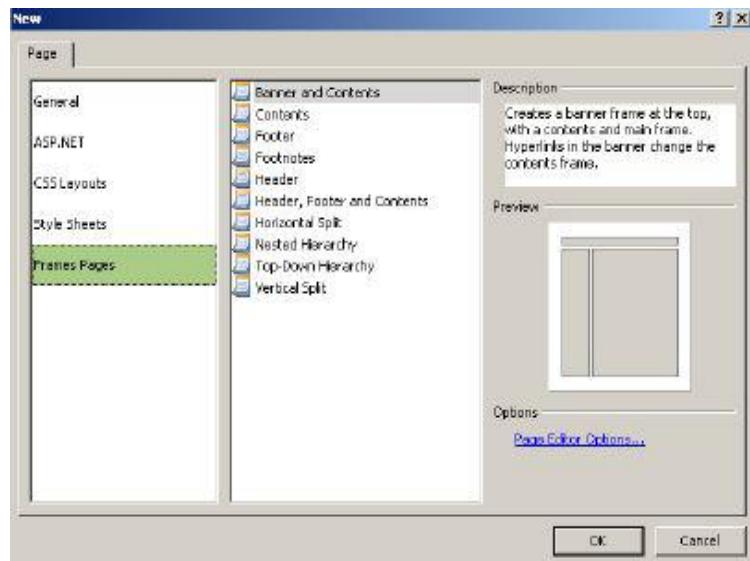 New
Page
General
ASP.NET
CSS Layouts
Style Sheets
Frames Pages
Banner and Contents
Contents
Footer
Footnotes
Header
Header, Footer and Contents
Horizontal Split
Nested Hierarchy
Top-Down Hierarchy
Vertical Split
Description
Creates a banner frame at the top,
with a contents and main frame.
Hyperlinks in the banner change the
contents frame.
Preview
Options
Page Editor Options...
OK
Cancel